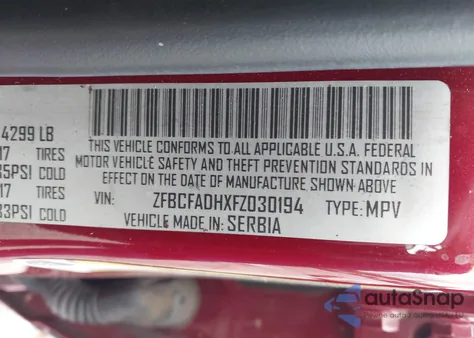 4299 LB
THIS VEHICLE CONFORMS TO ALL APPLICABLE U.S.A. FEDERAL
MOTOR VEHICLE SAFETY AND THEFT PREVENTION STANDARDS IN
EFFECT ON THE DATE OF MANUFACTURE SHOWN ABOVE
17 TIRES
35PSI COLD
17 TIRES
33PSI COLD
VIN: ZFBCFADHXFZ030194 TYPE: MPV
VEHICLE MADE IN: SERBIA
autoSnap